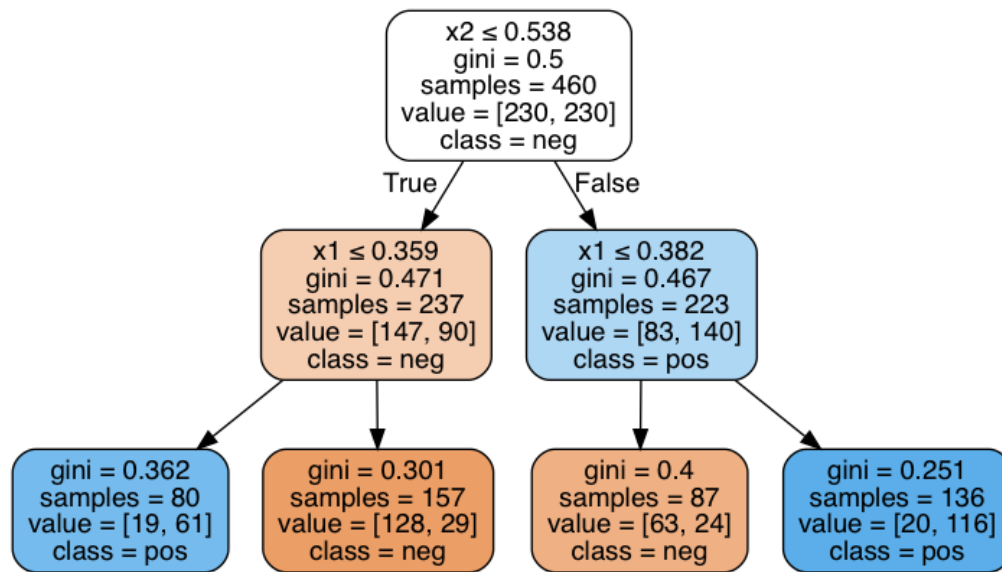 x2 ≤ 0.538
gini = 0.5
samples = 460
value = [230, 230]
class = neg
True
False
x1 ≤ 0.359
gini = 0.471
samples = 237
value = [147, 90]
class = neg
x1 ≤ 0.382
gini = 0.467
samples = 223
value = [83, 140]
class = pos
gini = 0.362
samples = 80
value = [19, 61]
class = pos
gini = 0.301
samples = 157
value = [128, 29]
class = neg
gini = 0.4
samples = 87
value = [63, 24]
class = neg
gini = 0.251
samples = 136
value = [20, 116]
class = pos